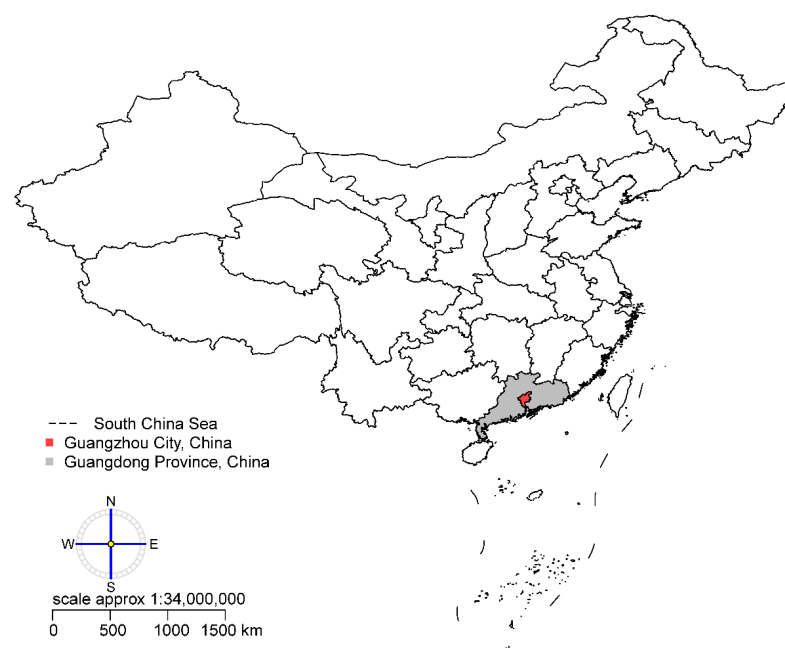 South China Sea
Guangzhou City, China
Guangdong Province, China
N
W E
S
scale approx 1:34,000,000
0 500 1000 1500 km